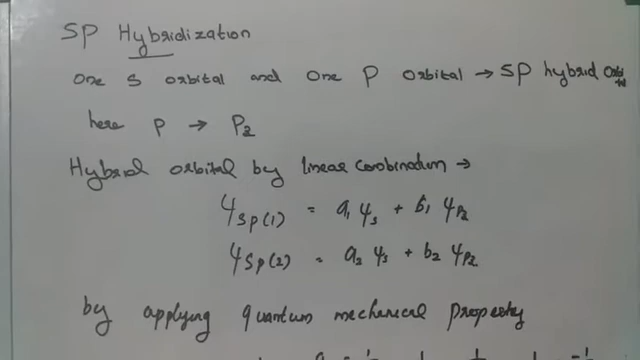 SP Hybridization
One S orbital and one P orbital → SP hybrid orbital
here P → Pz
Hybrid orbital by linear combination →
ψsp(1) = a₁ ψs + b₁ ψpz
ψsp(2) = a₂ ψs + b₂ ψpz
by applying quantum mechanical property